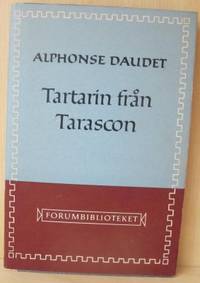 ALPHONSE DAUDET
Tartarin från
Tarascon
FORUMBIBLIOTEKET